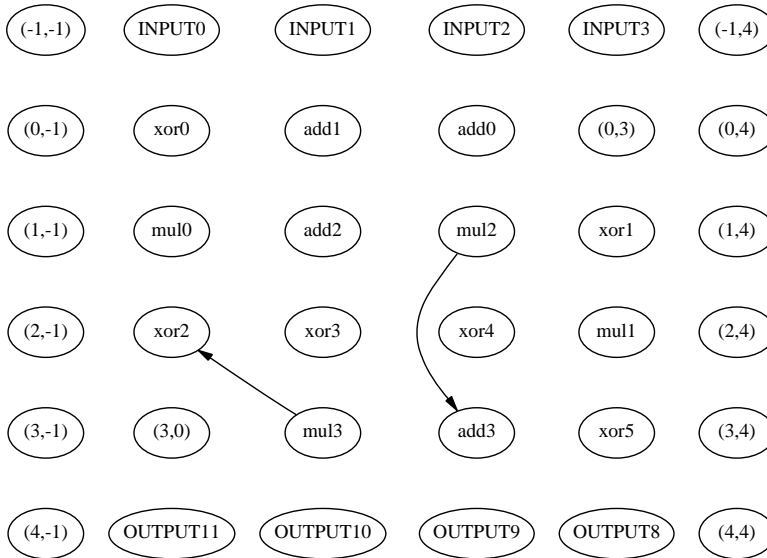 (-1,-1) INPUT0 INPUT1 INPUT2 INPUT3 (-1,4)
(0,-1) xor0 add1 add0 (0,3) (0,4)
(1,-1) mul0 add2 mul2 xor1 (1,4)
(2,-1) xor2 xor3 xor4 mul1 (2,4)
(3,-1) (3,0) mul3 add3 xor5 (3,4)
(4,-1) OUTPUT11 OUTPUT10 OUTPUT9 OUTPUT8 (4,4)